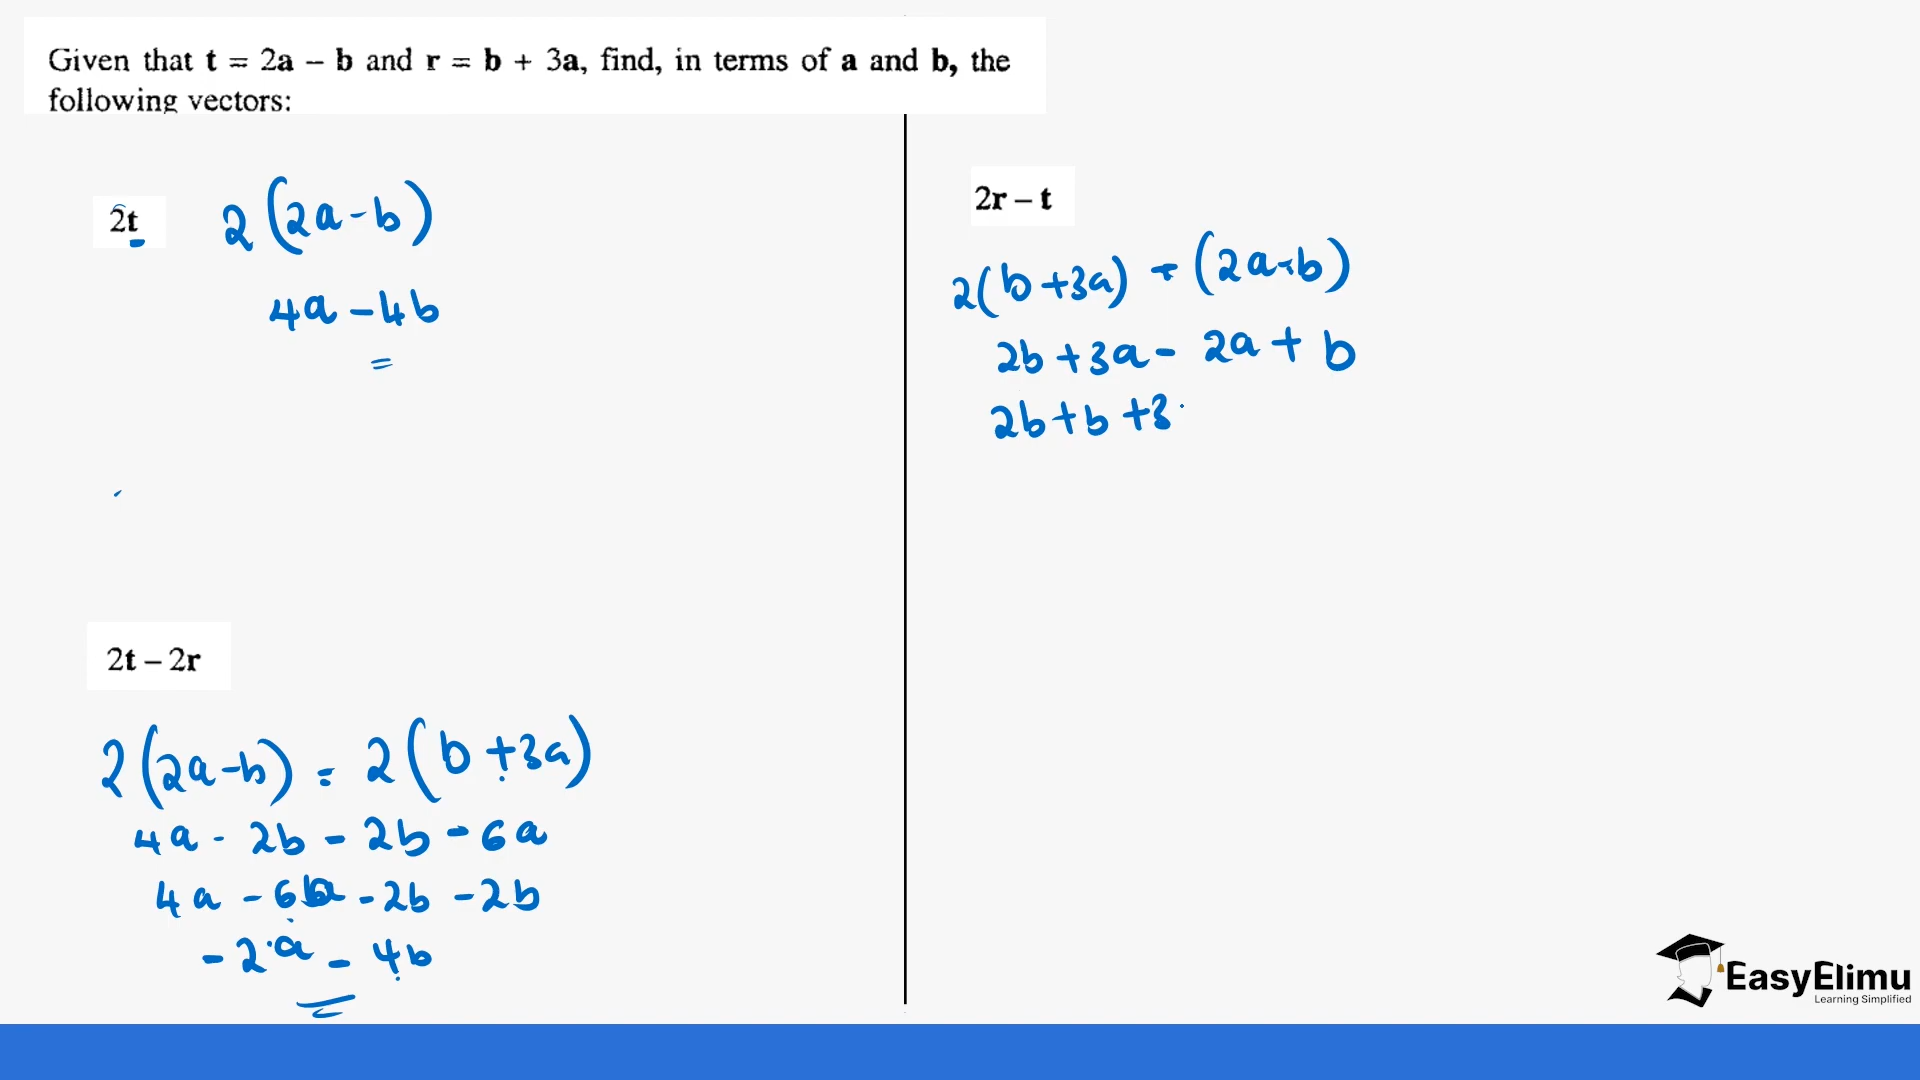 Given that t = 2a − b and r = b + 3a, find, in terms of a and b, the
following vectors:
2t
2(2a-b)
4a-4b
=
2t − 2r
2(2a-b) = 2(b+3a)
4a - 2b - 2b - 6a
4a - 6a - 2b - 2b
-2a - 4b
2r − t
2(b+3a) - (2a-b)
2b+3a- 2a+b
2b+b+3
EasyElimu
Learning Simplified